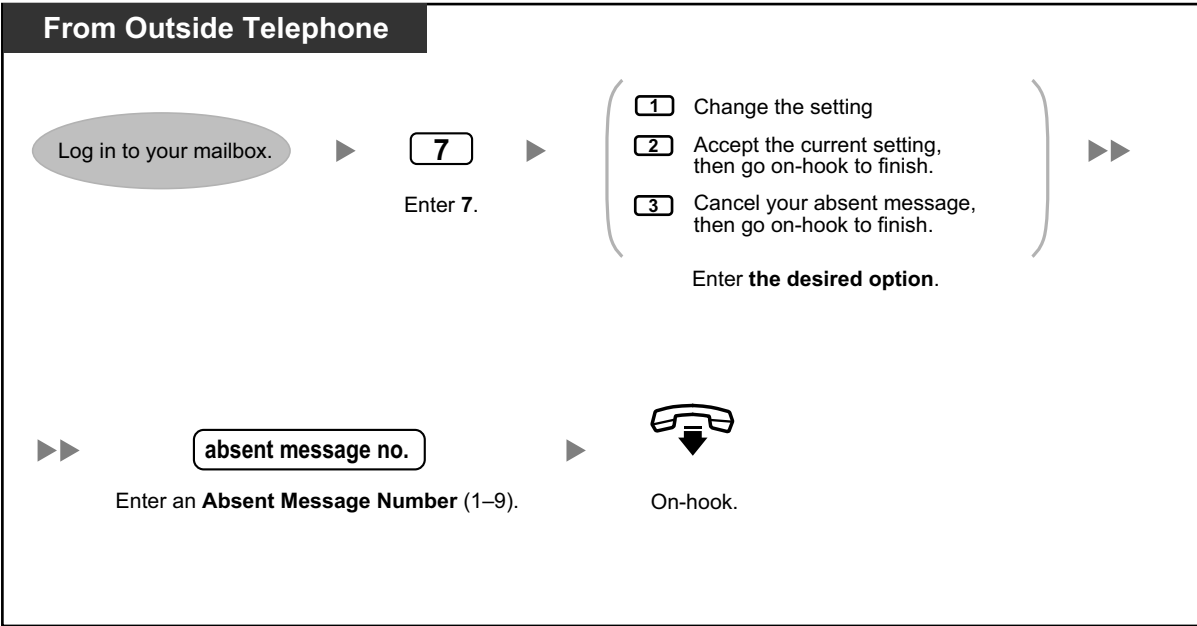 From Outside Telephone
Log in to your mailbox.
7
Enter 7.
1 Change the setting
2 Accept the current setting,
then go on-hook to finish.
3 Cancel your absent message,
then go on-hook to finish.
Enter the desired option.
absent message no.
Enter an Absent Message Number (1–9).
On-hook.